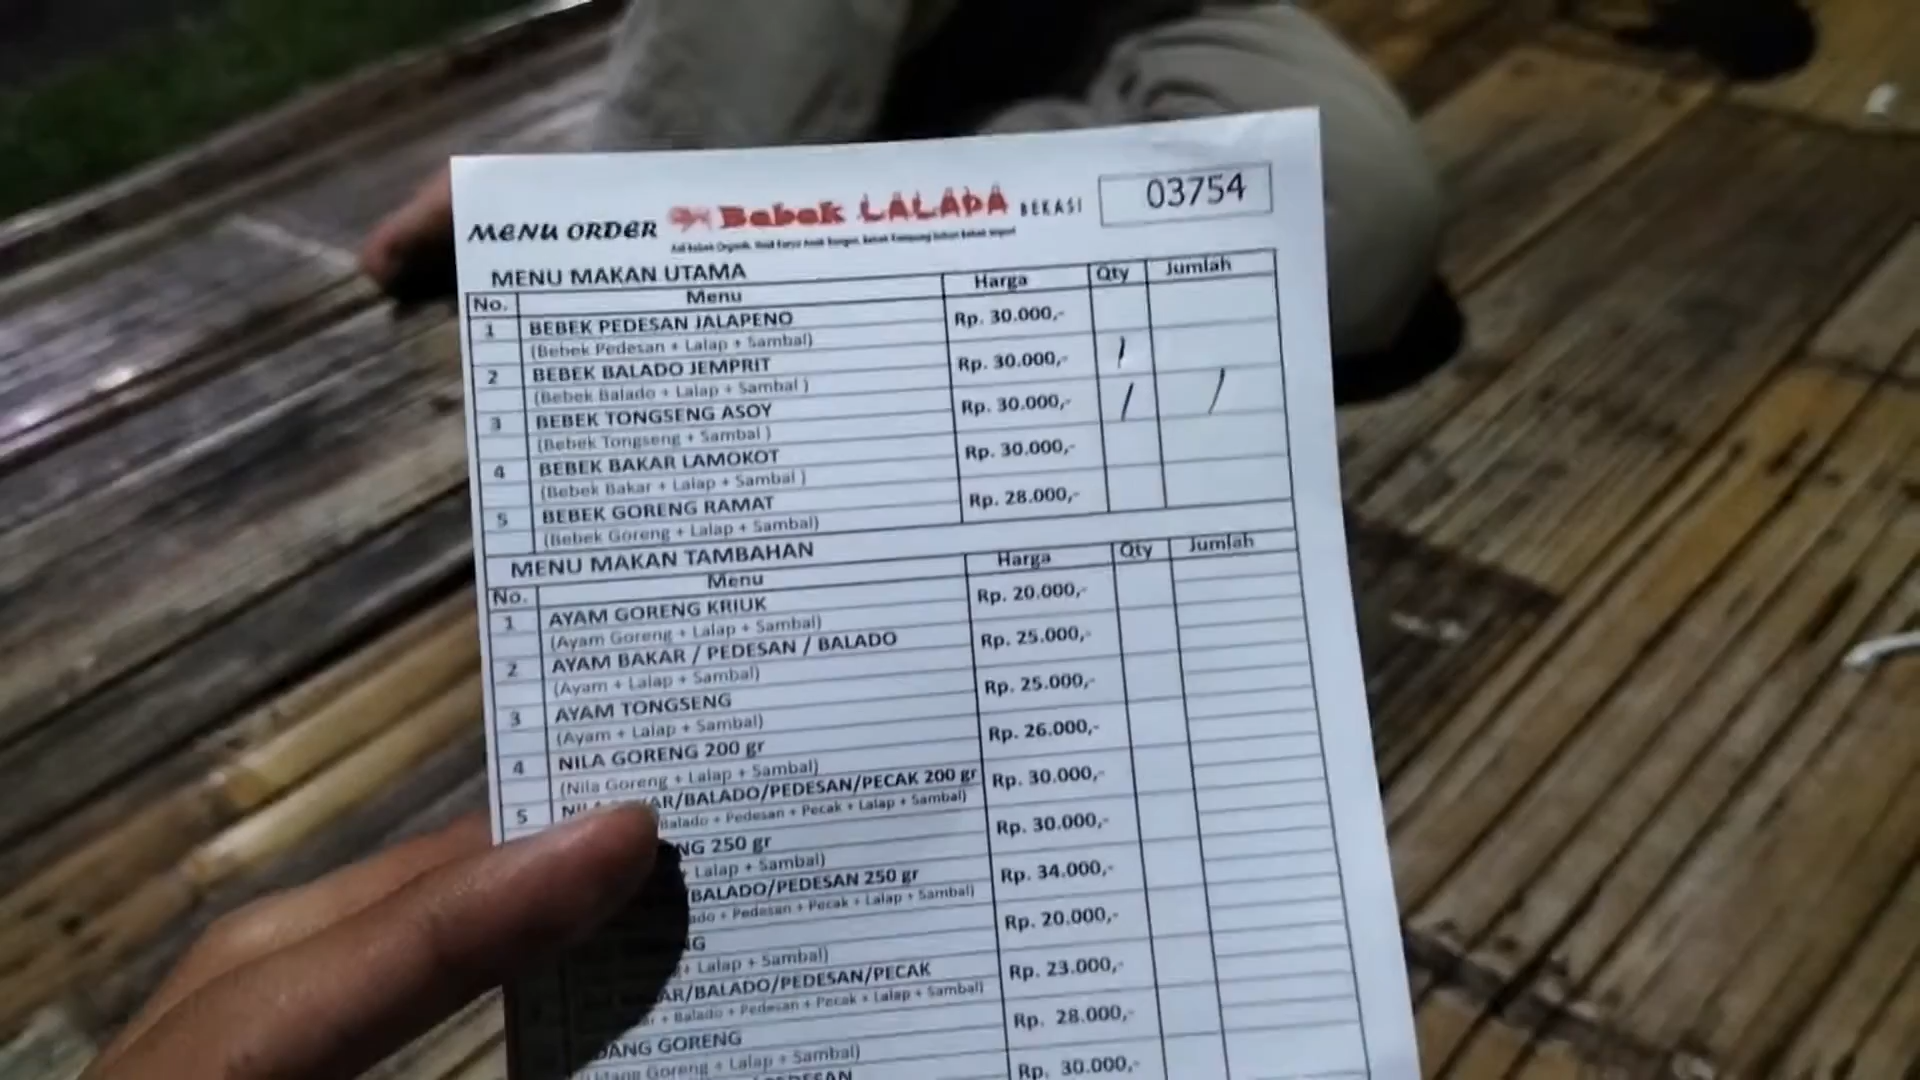 MENU ORDER Bebek LALADA BEKASI 03754
MENU MAKAN UTAMA
No. Menu Harga Qty Jumlah
1 BEBEK PEDESAN JALAPENO Rp. 30.000,-
(Bebek Pedesan + Lalap + Sambal)
2 BEBEK BALADO JEMPRIT Rp. 30.000,- 1
(Bebek Balado + Lalap + Sambal )
3 BEBEK TONGSENG ASOY Rp. 30.000,- / /
(Bebek Tongseng + Sambal )
4 BEBEK BAKAR LAMOKOT Rp. 30.000,-
(Bebek Bakar + Lalap + Sambal )
5 BEBEK GORENG RAMAT Rp. 28.000,-
(Bebek Goreng + Lalap + Sambal)
MENU MAKAN TAMBAHAN
No. Menu Harga Qty Jumlah
1 AYAM GORENG KRIUK Rp. 20.000,-
(Ayam Goreng + Lalap + Sambal)
2 AYAM BAKAR / PEDESAN / BALADO Rp. 25.000,-
(Ayam + Lalap + Sambal)
3 AYAM TONGSENG Rp. 25.000,-
(Ayam + Lalap + Sambal)
4 NILA GORENG 200 gr Rp. 26.000,-
(Nila Goreng + Lalap + Sambal)
5 AR/BALADO/PEDESAN/PECAK 200 gr Rp. 30.000,-
Balado + Pedesan + Pecak + Lalap + Sambal)
NG 250 gr Rp. 30.000,-
+ Lalap + Sambal)
BALADO/PEDESAN 250 gr Rp. 34.000,-
ado + Pedesan + Pecak + Lalap + Sambal)
NG Rp. 20.000,-
+ Lalap + Sambal)
AR/BALADO/PEDESAN/PECAK Rp. 23.000,-
+ Balado + Pedesan + Pecak + Lalap + Sambal)
DANG GORENG Rp. 28.000,-
Goreng + Lalap + Sambal)
PEDESAN Rp. 30.000,-